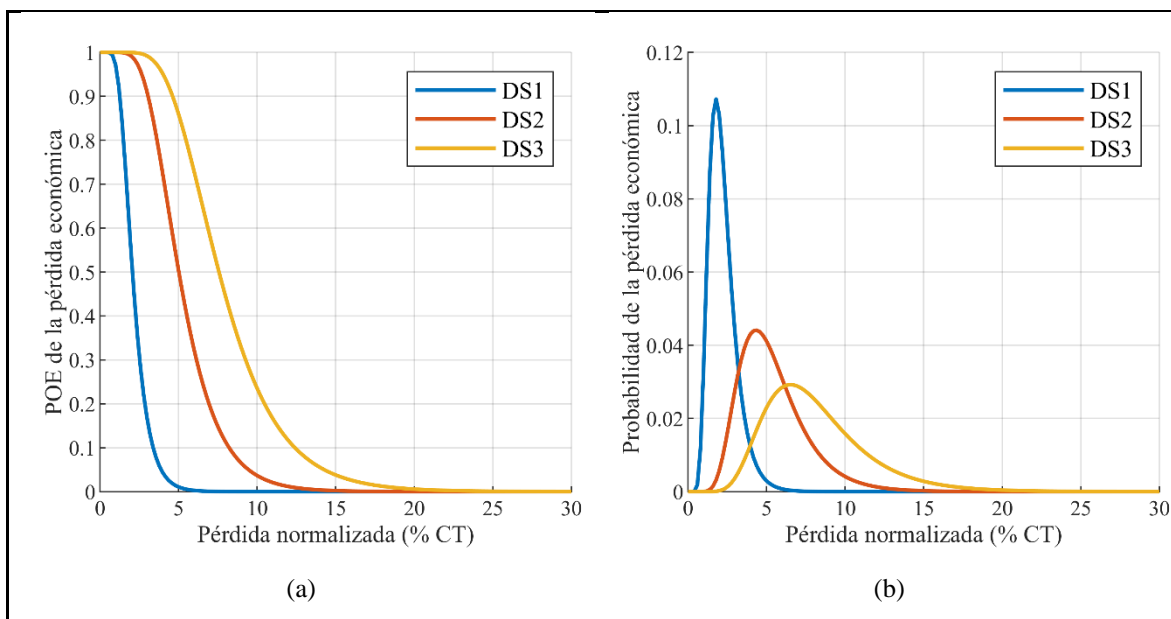 POE de la pérdida económica
1
0.9
0.8
0.7
0.6
0.5
0.4
0.3
0.2
0.1
0
0 5 10 15 20 25 30
Pérdida normalizada (% CT)
DS1
DS2
DS3
(a)
Probabilidad de la pérdida económica
0.12
0.1
0.08
0.06
0.04
0.02
0
0 5 10 15 20 25 30
Pérdida normalizada (% CT)
DS1
DS2
DS3
(b)